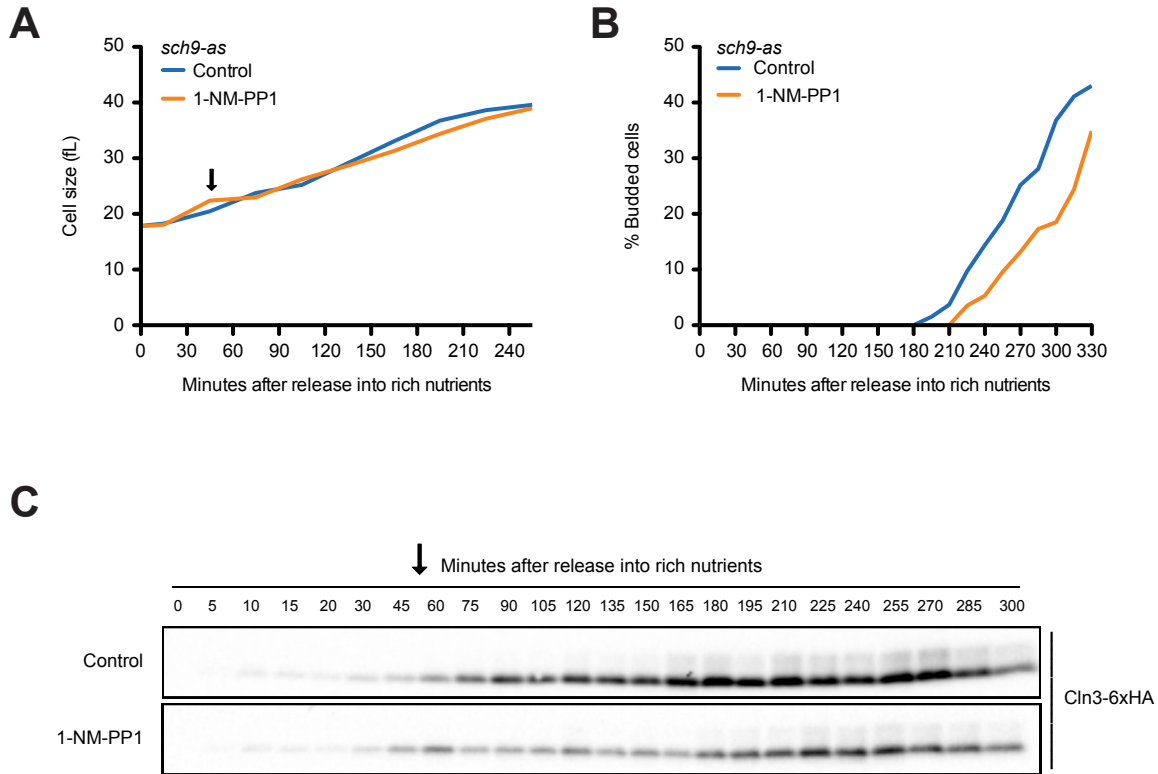 A
sch9-as
Control
1-NM-PP1
50
40
30
20
10
0
Cell size (fL)
0 30 60 90 120 150 180 210 240
Minutes after release into rich nutrients
B
sch9-as
Control
1-NM-PP1
50
40
30
20
10
0
% Budded cells
0 30 60 90 120 150 180 210 240 270 300 330
Minutes after release into rich nutrients
C
Minutes after release into rich nutrients
0 5 10 15 20 30 45 60 75 90 105 120 135 150 165 180 195 210 225 240 255 270 285 300
Control
1-NM-PP1
Cln3-6xHA